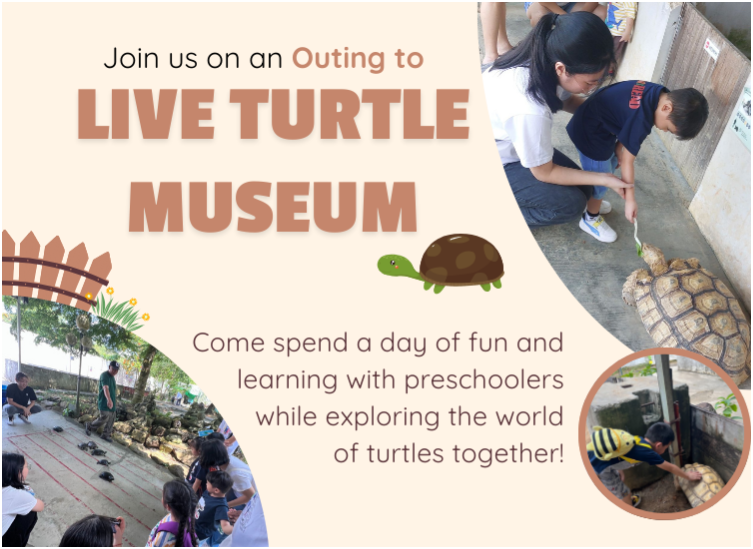 Join us on an Outing to
LIVE TURTLE
MUSEUM
Come spend a day of fun and
learning with preschoolers
while exploring the world
of turtles together!